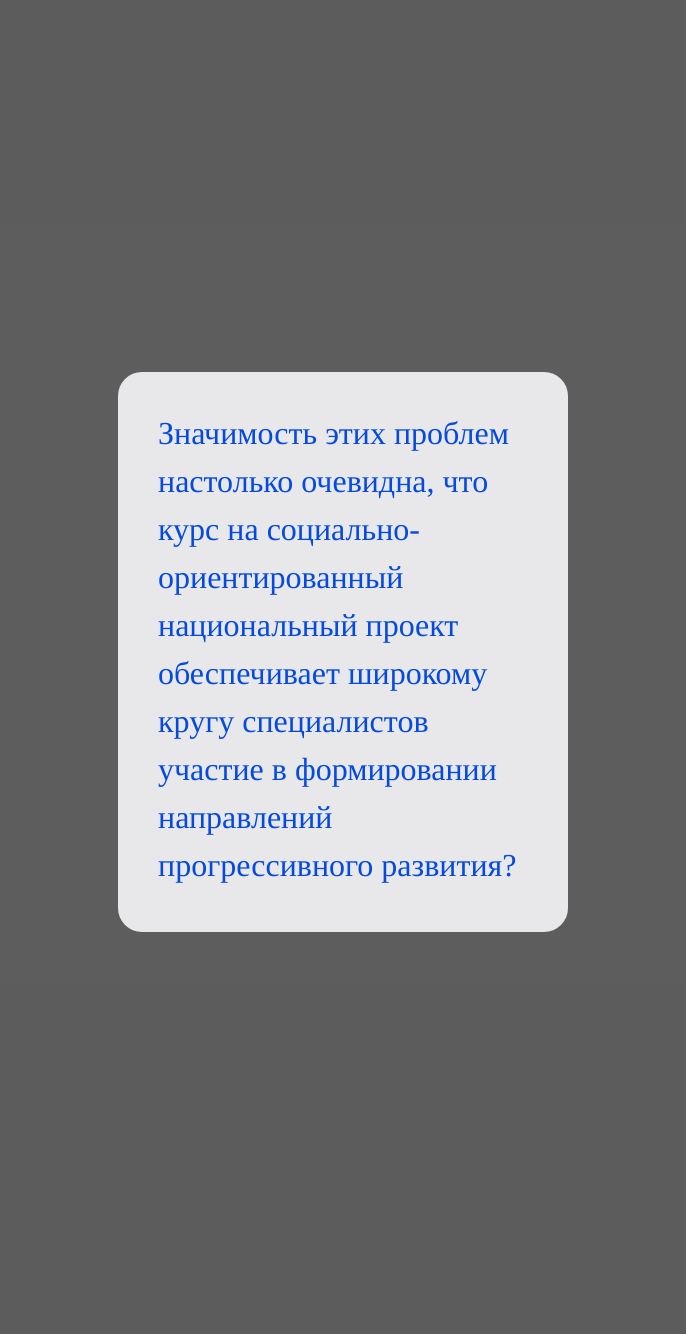 Значимость этих проблем
настолько очевидна, что
курс на социально-
ориентированный
национальный проект
обеспечивает широкому
кругу специалистов
участие в формировании
направлений
прогрессивного развития?